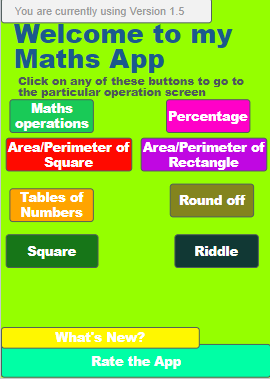 You are currently using Version 1.5
Welcome to my
Maths App
Click on any of these buttons to go to
the particular operation screen
Maths
operations
Percentage
Area/Perimeter of
Square
Area/Perimeter of
Rectangle
Tables of
Numbers
Round off
Square
Riddle
What's New?
Rate the App